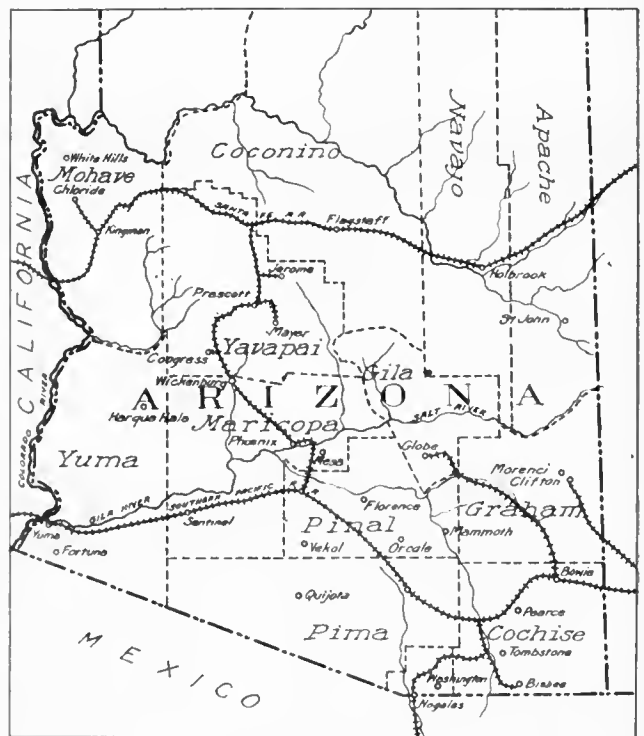 Coconino
Navajo
Apache
White Hills
Mohave
Chloride
CALIFORNIA
SANTA FE R.R.
Flagstaff
Kingman
Holbrook
Jerome
Prescott
St John
Mayer
Yavapai
Congress
Gila
Wickenburg
ARIZONA
Harqua Hala
Maricopa
SALT RIVER
COLORADO RIVER
Phoenix
Mesa
Globe
Yuma
Morenci
Clifton
Graham
GILA RIVER
SOUTHERN PACIFIC
R.R.
Florence
Sentinel
Pinal
Mammoth
Yuma
Fortuna
Vekol
Orcale
Bowie
Quijota
Pearce
Pima
Cochise
Tombstone
MEXICO
Washington
Bisbee
Nogales